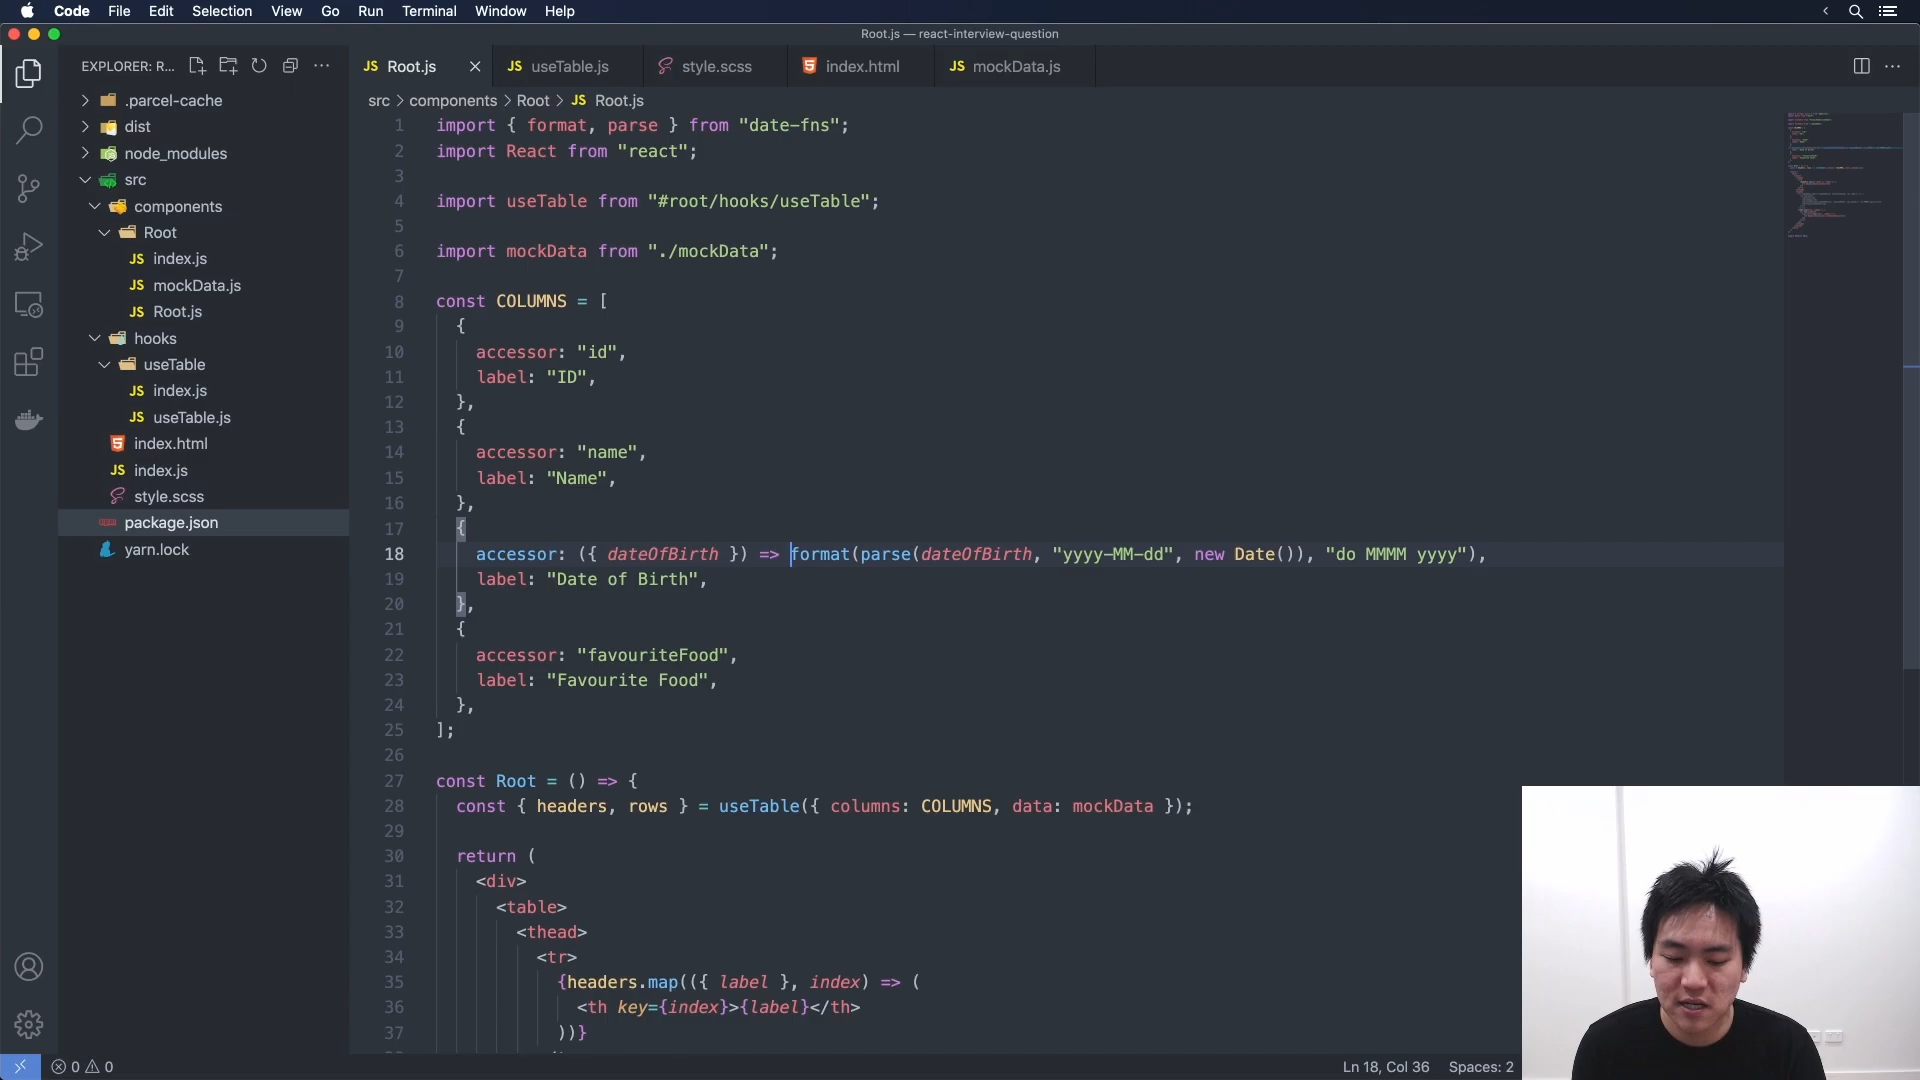 Code File Edit Selection View Go Run Terminal Window Help
Root.js — react-interview-question
EXPLORER: R...
Root.js
useTable.js
style.scss
index.html
mockData.js
src > components > Root > JS Root.js
.parcel-cache
dist
node_modules
src
components
Root
JS index.js
JS mockData.js
JS Root.js
hooks
useTable
JS index.js
JS useTable.js
index.html
JS index.js
style.scss
package.json
yarn.lock
1 import { format, parse } from "date-fns";
2 import React from "react";
3
4 import useTable from "#root/hooks/useTable";
5
6 import mockData from "./mockData";
7
8 const COLUMNS = [
9 {
10 accessor: "id",
11 label: "ID",
12 },
13 {
14 accessor: "name",
15 label: "Name",
16 },
17 {
18 accessor: ({ dateOfBirth }) => format(parse(dateOfBirth, "yyyy-MM-dd", new Date()), "do MMMM yyyy"),
19 label: "Date of Birth",
20 },
21 {
22 accessor: "favouriteFood",
23 label: "Favourite Food",
24 },
25 ];
26
27 const Root = () => {
28 const { headers, rows } = useTable({ columns: COLUMNS, data: mockData });
29
30 return (
31 <div>
32 <table>
33 <thead>
34 <tr>
35 {headers.map(({ label }, index) => (
36 <th key={index}>{label}</th>
37 ))}
0 0
Ln 18, Col 36 Spaces: 2